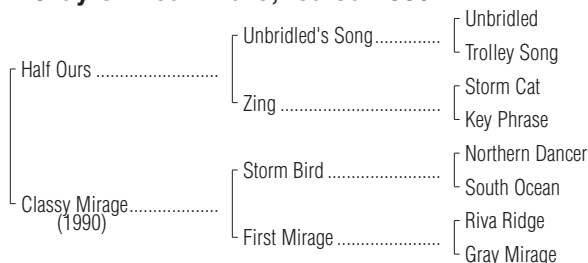 Unbridled
Unbridled's Song
Trolley Song
Half Ours
Storm Cat
Zing
Key Phrase
Northern Dancer
Storm Bird
South Ocean
Classy Mirage
(1990)
Riva Ridge
First Mirage
Gray Mirage